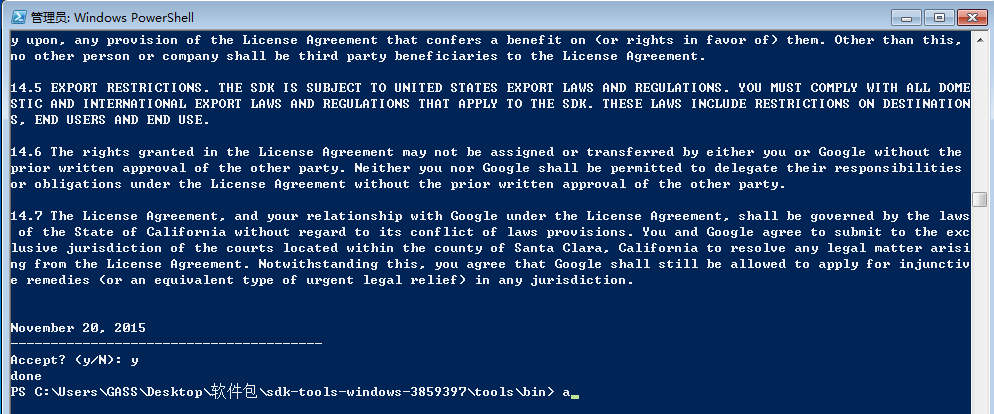 管理员: Windows PowerShell
y upon, any provision of the License Agreement that confers a benefit on (or rights in favor of) them. Other than this,
no other person or company shall be third party beneficiaries to the License Agreement.
14.5 EXPORT RESTRICTIONS. THE SDK IS SUBJECT TO UNITED STATES EXPORT LAWS AND REGULATIONS. YOU MUST COMPLY WITH ALL DOME
STIC AND INTERNATIONAL EXPORT LAWS AND REGULATIONS THAT APPLY TO THE SDK. THESE LAWS INCLUDE RESTRICTIONS ON DESTINATION
S, END USERS AND END USE.
14.6 The rights granted in the License Agreement may not be assigned or transferred by either you or Google without the
prior written approval of the other party. Neither you nor Google shall be permitted to delegate their responsibilities
or obligations under the License Agreement without the prior written approval of the other party.
14.7 The License Agreement, and your relationship with Google under the License Agreement, shall be governed by the laws
of the State of California without regard to its conflict of laws provisions. You and Google agree to submit to the exc
lusive jurisdiction of the courts located within the county of Santa Clara, California to resolve any legal matter arisi
ng from the License Agreement. Notwithstanding this, you agree that Google shall still be allowed to apply for injunctiv
e remedies (or an equivalent type of urgent legal relief) in any jurisdiction.
November 20, 2015
---------------------------------------
Accept? (y/N): y
done
PS C:\Users\GASS\Desktop\软件包\sdk-tools-windows-3859397\tools\bin> a